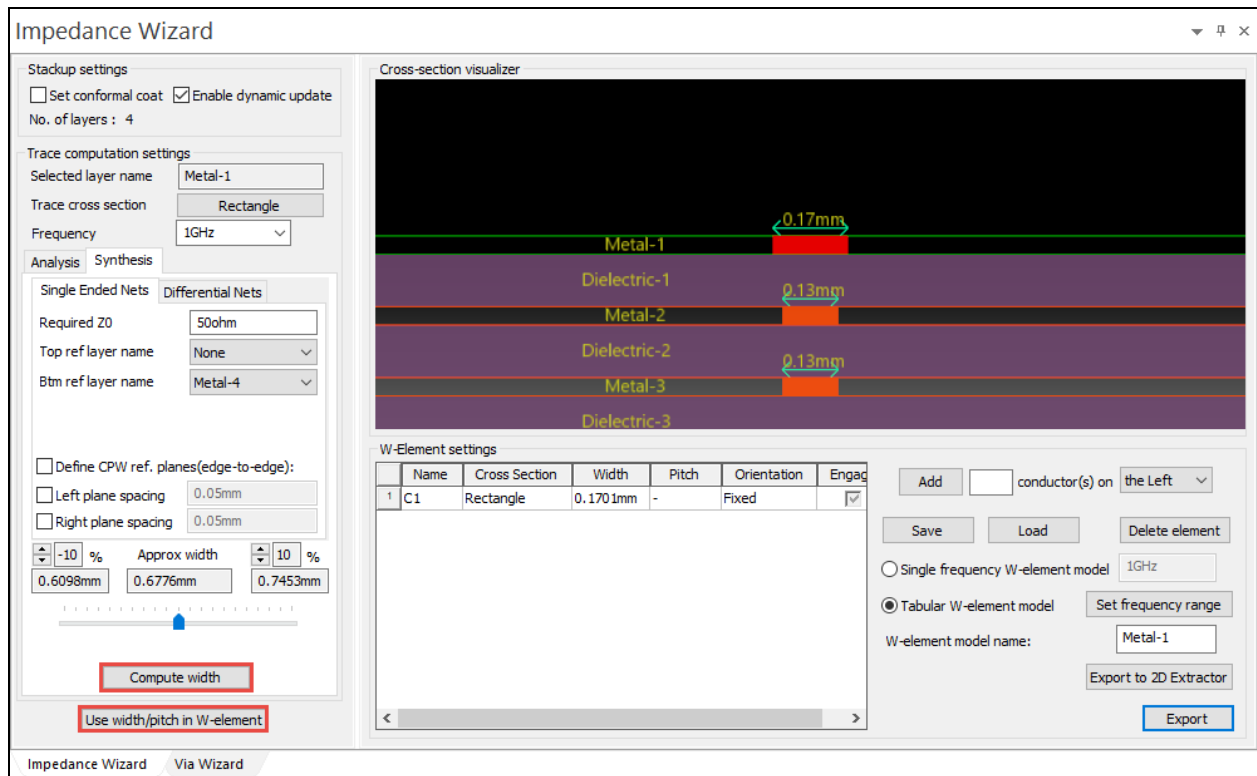 Impedance Wizard
Stackup settings
Set conformal coat Enable dynamic update
No. of layers : 4
Trace computation settings
Selected layer name Metal-1
Trace cross section Rectangle
Frequency 1GHz
Analysis Synthesis
Single Ended Nets Differential Nets
Required Z0 50ohm
Top ref layer name None
Btm ref layer name Metal-4
Define CPW ref. planes(edge-to-edge):
Left plane spacing 0.05mm
Right plane spacing 0.05mm
-10 % Approx width 10 %
0.6098mm 0.6776mm 0.7453mm
Compute width
Use width/pitch in W-element
Cross-section visualizer
0.17mm
Metal-1
Dielectric-1
0.13mm
Metal-2
Dielectric-2
0.13mm
Metal-3
Dielectric-3
W-Element settings
Name Cross Section Width Pitch Orientation Engag
1 C1 Rectangle 0.1701mm - Fixed
Add conductor(s) on the Left
Save Load Delete element
Single frequency W-element model 1GHz
Tabular W-element model Set frequency range
W-element model name: Metal-1
Export to 2D Extractor
Export
Impedance Wizard Via Wizard